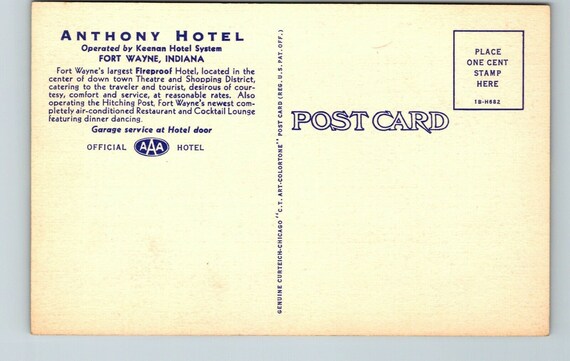 ANTHONY HOTEL
Operated by Keenan Hotel System
FORT WAYNE, INDIANA
Fort Wayne's largest Fireproof Hotel, located in the
center of down town Theatre and Shopping District,
catering to the traveler and tourist, desirous of cour-
tesy, comfort and service, at reasonable rates. Also
operating the Hitching Post, Fort Wayne's newest com-
pletely air-conditioned Restaurant and Cocktail Lounge
featuring dinner dancing.
Garage service at Hotel door
OFFICIAL AAA HOTEL
GENUINE CURTEICH-CHICAGO "C.T. ART-COLORTONE" POST CARD (REG. U.S. PAT. OFF.)
POST CARD
PLACE
ONE CENT
STAMP
HERE
1B-H682